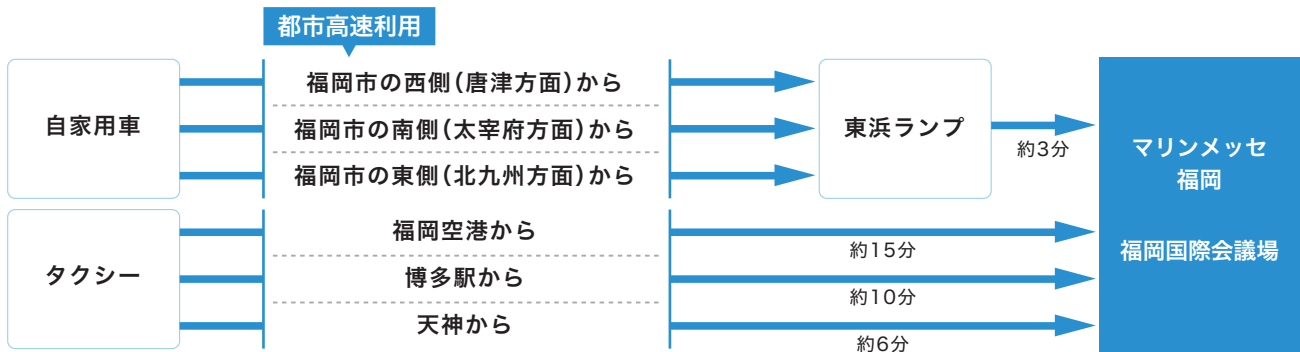 都市高速利用
自家用車
福岡市の西側(唐津方面)から
福岡市の南側(太宰府方面)から
福岡市の東側(北九州方面)から
東浜ランプ
約3分
マリンメッセ
福岡
福岡国際会議場
タクシー
福岡空港から
約15分
博多駅から
約10分
天神から
約6分